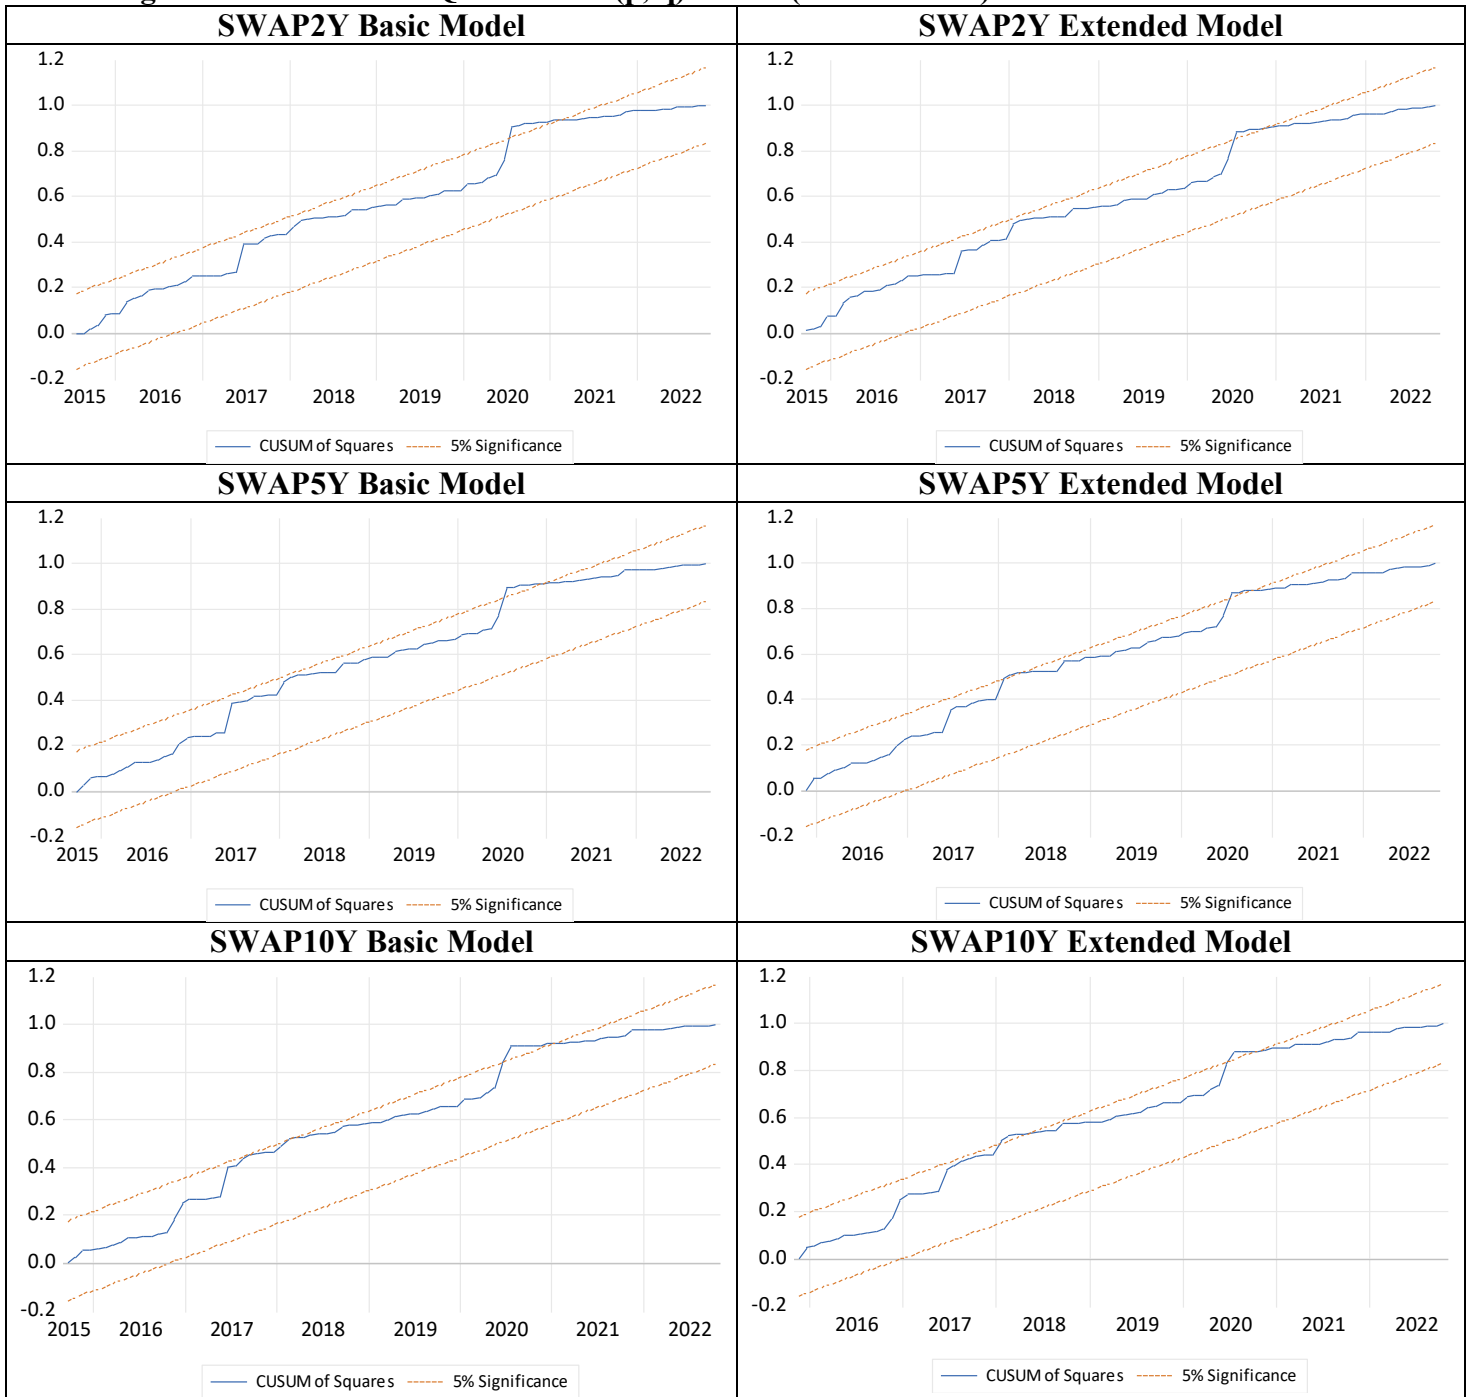 SWAP2Y Basic Model SWAP2Y Extended Model
1.2 1.2
1.0 1.0
0.8 0.8
0.6 0.6
0.4 0.4
0.2 0.2
0.0 0.0
-0.2 -0.2
2015 2016 2017 2018 2019 2020 2021 2022 2015 2016 2017 2018 2019 2020 2021 2022
CUSUM of Squares 5% Significance CUSUM of Squares 5% Significance
SWAP5Y Basic Model SWAP5Y Extended Model
1.2 1.2
1.0 1.0
0.8 0.8
0.6 0.6
0.4 0.4
0.2 0.2
0.0 0.0
-0.2 -0.2
2015 2016 2017 2018 2019 2020 2021 2022 2016 2017 2018 2019 2020 2021 2022
CUSUM of Squares 5% Significance CUSUM of Squares 5% Significance
SWAP10Y Basic Model SWAP10Y Extended Model
1.2 1.2
1.0 1.0
0.8 0.8
0.6 0.6
0.4 0.4
0.2 0.2
0.0 0.0
-0.2 -0.2
2015 2016 2017 2018 2019 2020 2021 2022 2016 2017 2018 2019 2020 2021 2022
CUSUM of Squares 5% Significance CUSUM of Squares 5% Significance